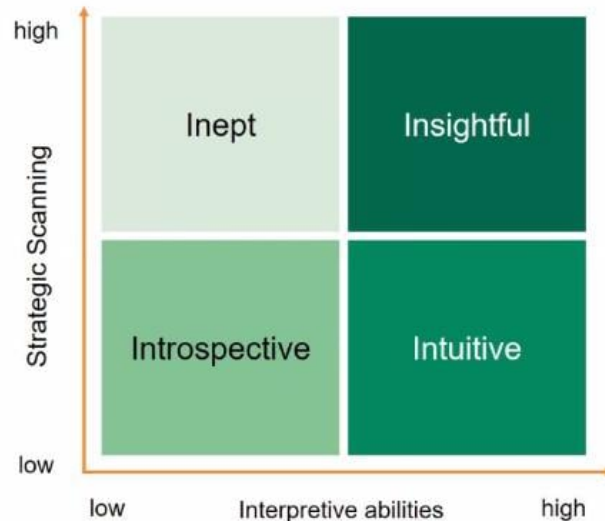 high
Inept
Insightful
Strategic Scanning
Introspective
Intuitive
low
low
Interpretive abilities
high